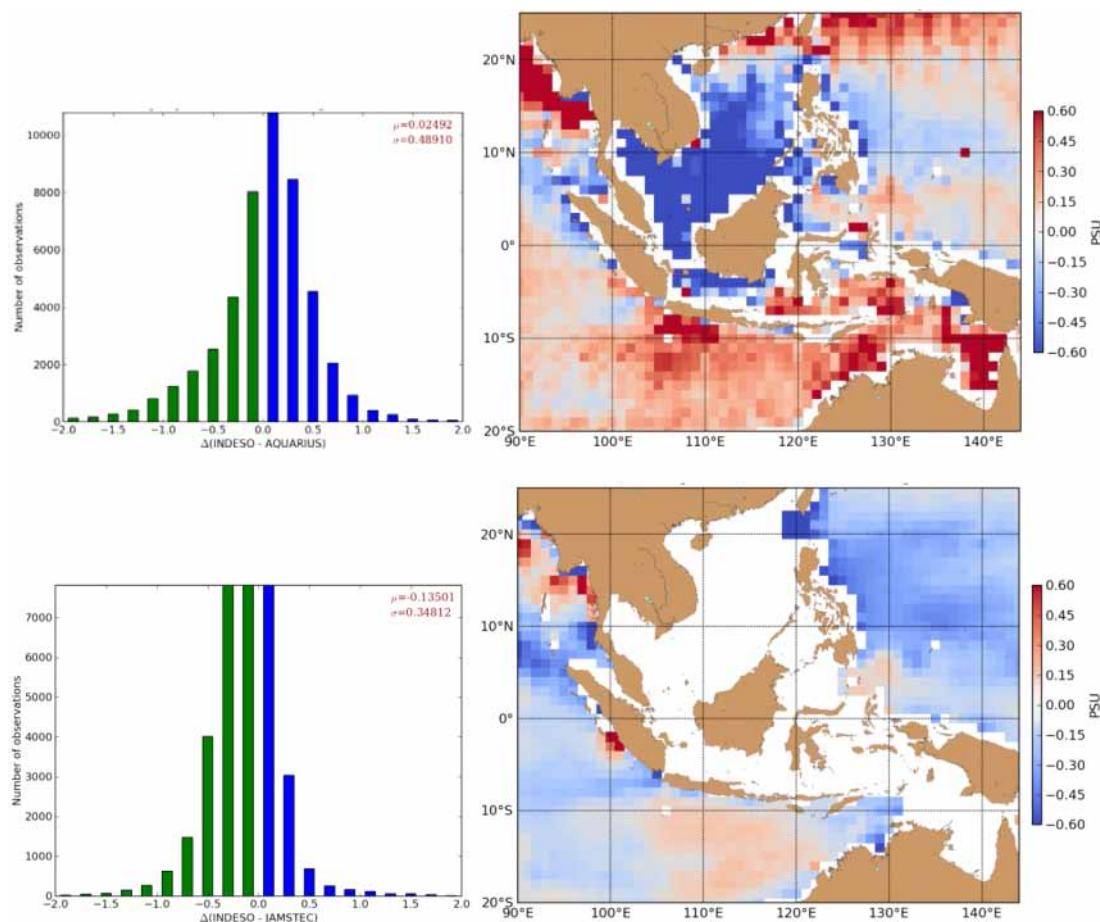 μ=0.02492
σ=0.48910
10000
8000
6000
4000
2000
0
Number of observations
−2.0 −1.5 −1.0 −0.5 0.0 0.5 1.0 1.5 2.0
Δ(INDESO - AQUARIUS)
20°N
10°N
0°
10°S
20°S
90°E 100°E 110°E 120°E 130°E 140°E
0.60
0.45
0.30
0.15
0.00
−0.15
−0.30
−0.45
−0.60
PSU
μ=-0.13501
σ=0.34812
7000
6000
5000
4000
3000
2000
1000
0
Number of observations
−2.0 −1.5 −1.0 −0.5 0.0 0.5 1.0 1.5 2.0
Δ(INDESO - JAMSTEC)
20°N
10°N
0°
10°S
20°S
90°E 100°E 110°E 120°E 130°E 140°E
0.60
0.45
0.30
0.15
0.00
−0.15
−0.30
−0.45
−0.60
PSU